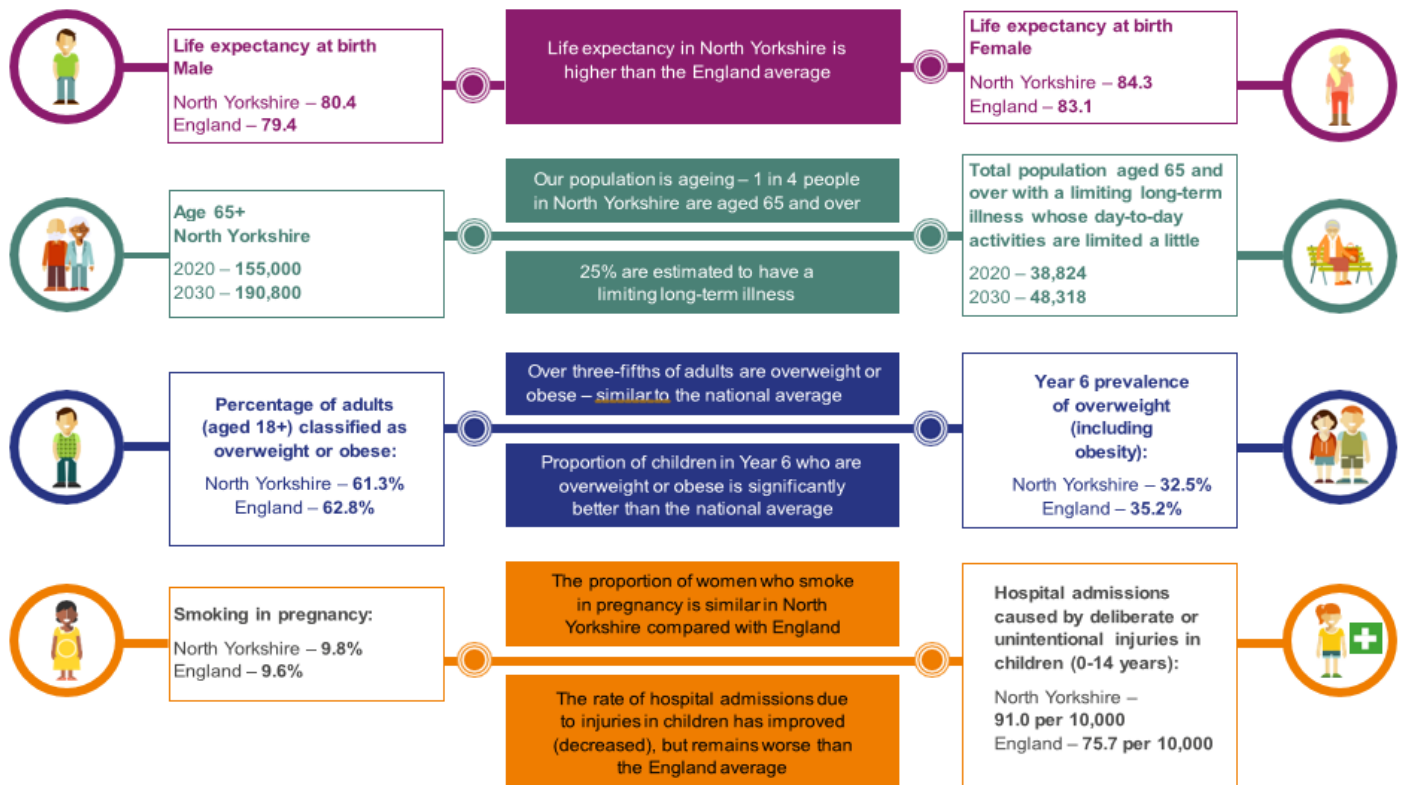 Life expectancy at birth
Male
North Yorkshire – 80.4
England – 79.4
Life expectancy in North Yorkshire is
higher than the England average
Life expectancy at birth
Female
North Yorkshire – 84.3
England – 83.1
Age 65+
North Yorkshire
2020 – 155,000
2030 – 190,800
Our population is ageing – 1 in 4 people
in North Yorkshire are aged 65 and over
25% are estimated to have a
limiting long-term illness
Total population aged 65 and
over with a limiting long-term
illness whose day-to-day
activities are limited a little
2020 – 38,824
2030 – 48,318
Percentage of adults
(aged 18+) classified as
overweight or obese:
North Yorkshire – 61.3%
England – 62.8%
Over three-fifths of adults are overweight or
obese – similar to the national average
Proportion of children in Year 6 who are
overweight or obese is significantly
better than the national average
Year 6 prevalence
of overweight
(including
obesity):
North Yorkshire – 32.5%
England – 35.2%
Smoking in pregnancy:
North Yorkshire – 9.8%
England – 9.6%
The proportion of women who smoke
in pregnancy is similar in North
Yorkshire compared with England
The rate of hospital admissions due
to injuries in children has improved
(decreased), but remains worse than
the England average
Hospital admissions
caused by deliberate or
unintentional injuries in
children (0-14 years):
North Yorkshire –
91.0 per 10,000
England – 75.7 per 10,000